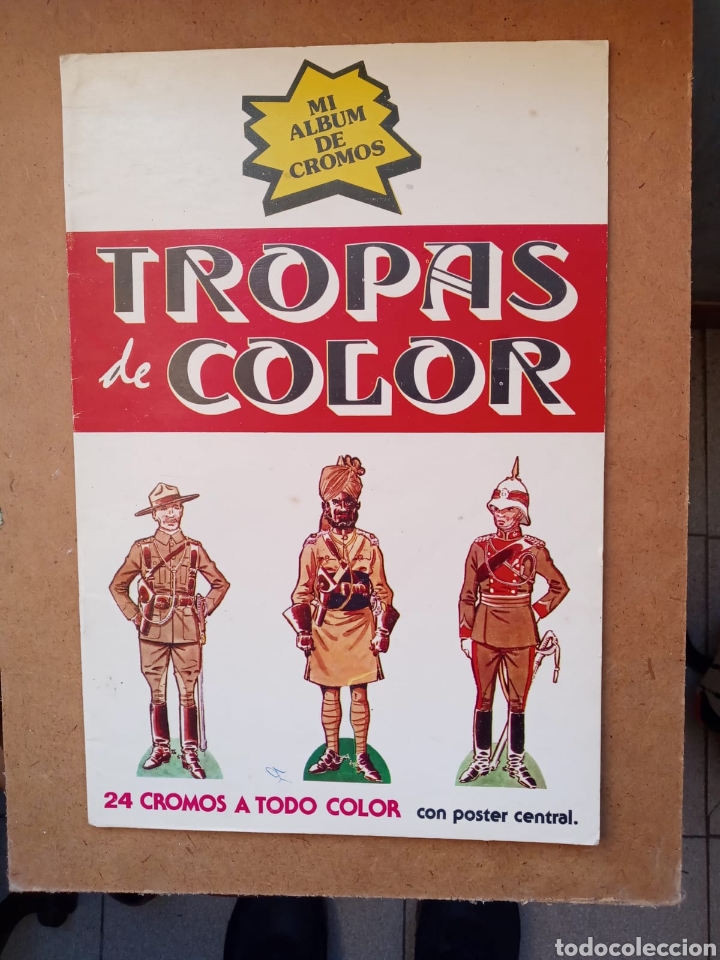 MI
ALBUM
DE
CROMOS
TROPAS
de COLOR
24 CROMOS A TODO COLOR con poster central.
todocoleccion